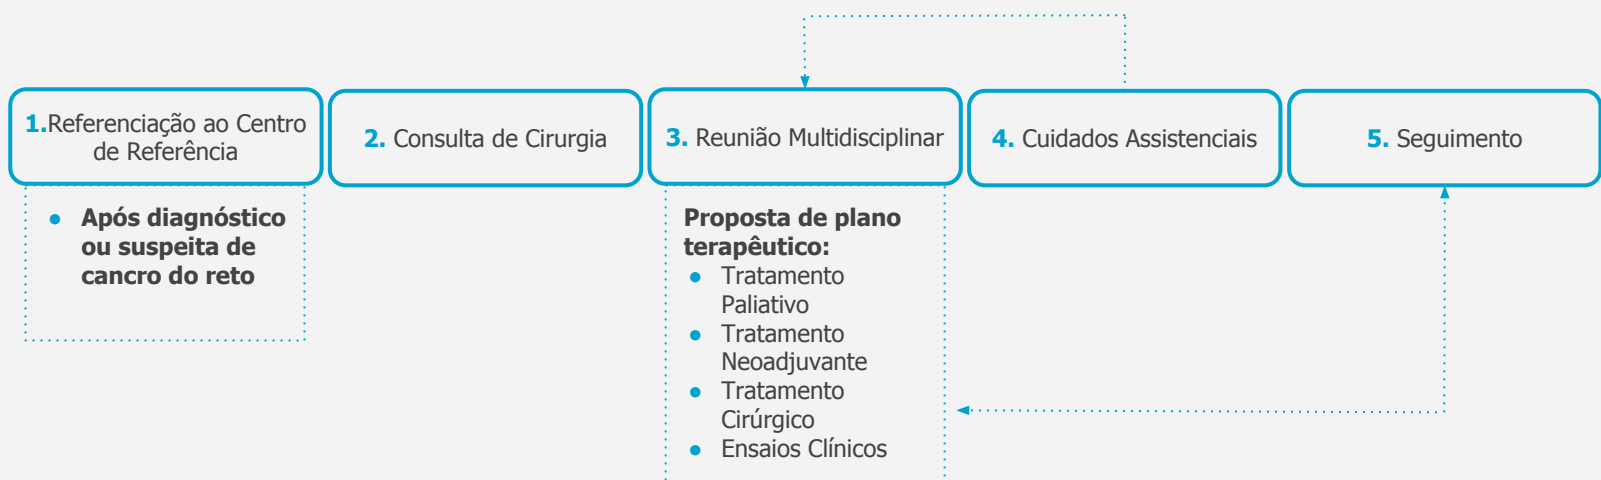 1.Referenciação ao Centro
de Referência
2. Consulta de Cirurgia
3. Reunião Multidisciplinar
4. Cuidados Assistenciais
5. Seguimento
● Após diagnóstico
ou suspeita de
cancro do reto
Proposta de plano
terapêutico:
● Tratamento
Paliativo
● Tratamento
Neoadjuvante
● Tratamento
Cirúrgico
● Ensaios Clínicos